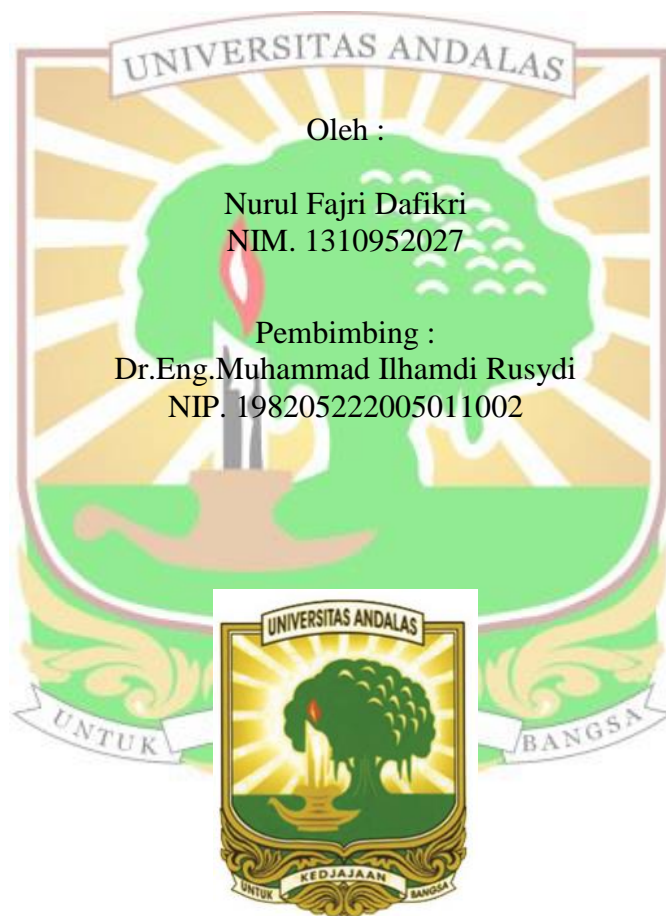 UNIVERSITAS ANDALAS
Oleh :
Nurul Fajri Dafikri
NIM. 1310952027
Pembimbing :
Dr.Eng.Muhammad Ilhamdi Rusydi
NIP. 198205222005011002
UNTUK
BANGSA
UNIVERSITAS ANDALAS
UNTUK KEDJAJAAN BANGSA